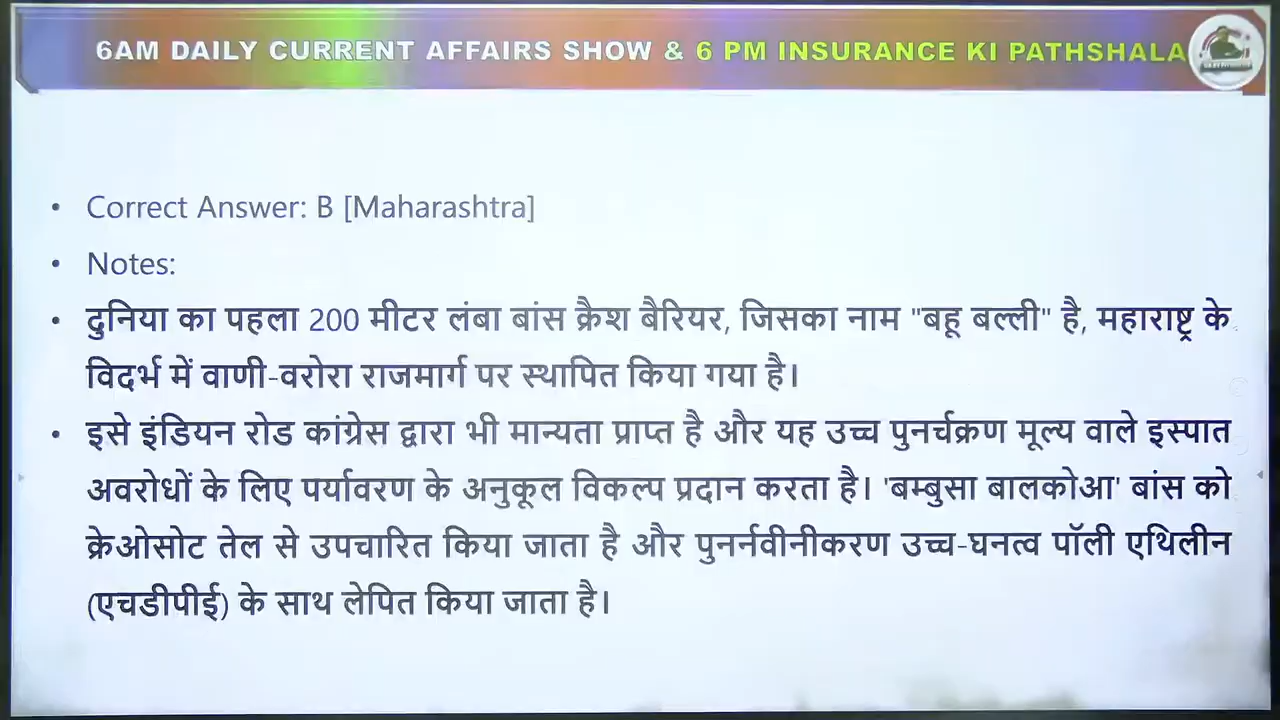 6AM DAILY CURRENT AFFAIRS SHOW & 6 PM INSURANCE KI PATHSHALA
• Correct Answer: B [Maharashtra]
• Notes:
• दुनिया का पहला 200 मीटर लंबा बांस क्रैश बैरियर, जिसका नाम "बहू बल्ली" है, महाराष्ट्र के
विदर्भ में वाणी-वरोरा राजमार्ग पर स्थापित किया गया है।
• इसे इंडियन रोड कांग्रेस द्वारा भी मान्यता प्राप्त है और यह उच्च पुनर्चक्रण मूल्य वाले इस्पात
अवरोधों के लिए पर्यावरण के अनुकूल विकल्प प्रदान करता है। 'बम्बुसा बालकोआ' बांस को
क्रेओसोट तेल से उपचारित किया जाता है और पुनर्नवीनीकरण उच्च-घनत्व पॉली एथिलीन
(एचडीपीई) के साथ लेपित किया जाता है।